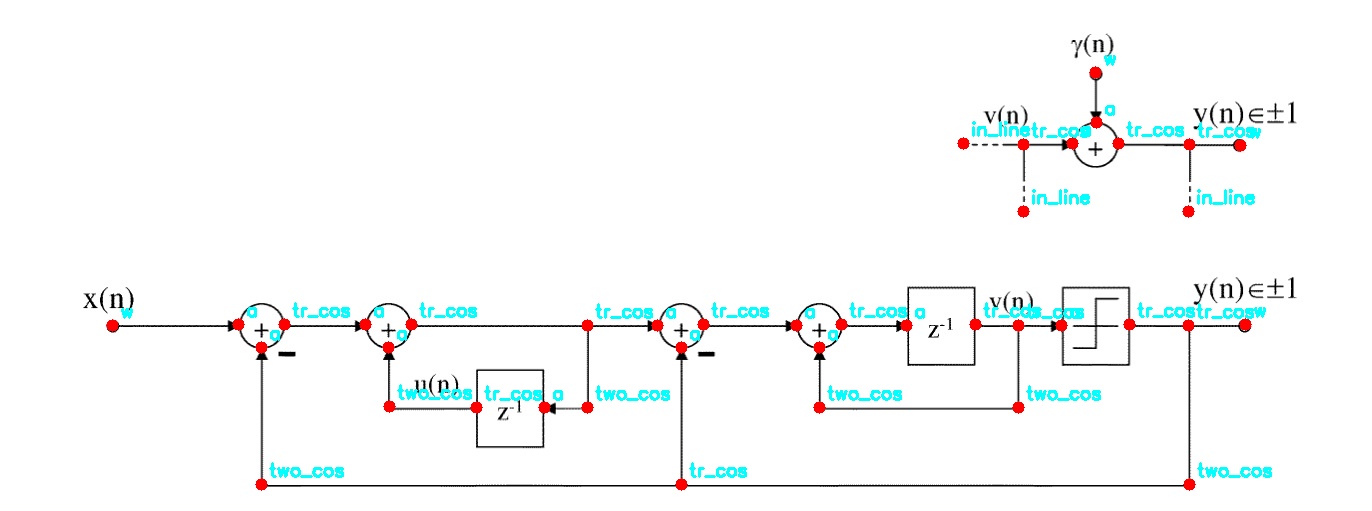 γ(n)
w
a
v(n)
y(n)∈±1
in_line tr_cos
tr_cos
tr_cos w
+
in_line
in_line
x(n)
v(n)
y(n)∈±1
w
a
tr_cos
a
tr_cos
tr_cos
a
tr_cos
a
tr_cos
a
tr_cos
tr_cos
tr_cos
w
+
a
−
+
a
+
a
−
+
a
z⁻¹
u(n)
two_cos
tr_cos
a
two_cos
two_cos
two_cos
z⁻¹
two_cos
tr_cos
two_cos